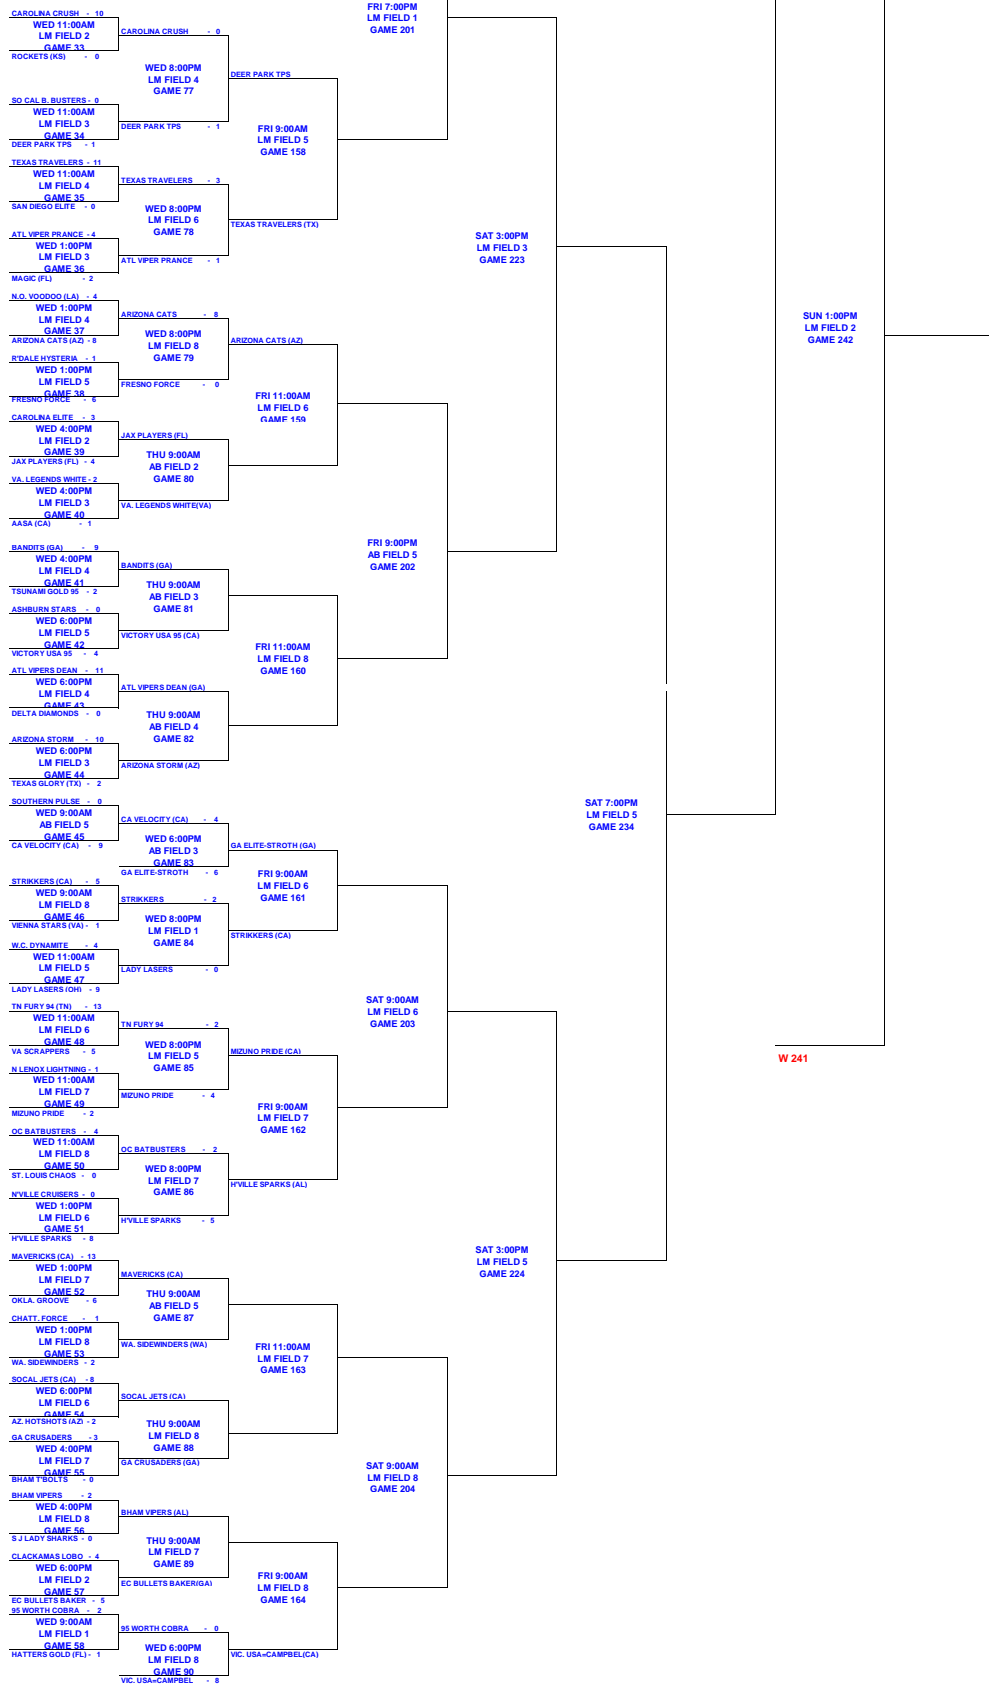 FRI 7:00PM
LM FIELD 1
GAME 201
CAROLINA CRUSH - 10
WED 11:00AM
LM FIELD 2
GAME 33
ROCKETS (KS) - 0
CAROLINA CRUSH - 0
WED 8:00PM
LM FIELD 4
GAME 77
DEER PARK TPS
SO CAL B. BUSTERS - 0
WED 11:00AM
LM FIELD 3
GAME 34
DEER PARK TPS - 1
DEER PARK TPS - 1
FRI 9:00AM
LM FIELD 5
GAME 158
TEXAS TRAVELERS - 11
WED 11:00AM
LM FIELD 4
GAME 35
SAN DIEGO ELITE - 0
TEXAS TRAVELERS - 3
WED 8:00PM
LM FIELD 6
GAME 78
TEXAS TRAVELERS (TX)
ATL VIPER PRANCE - 4
WED 1:00PM
LM FIELD 3
GAME 36
MAGIC (FL) - 2
ATL VIPER PRANCE - 1
SAT 3:00PM
LM FIELD 3
GAME 223
N.O. VOODOO (LA) - 4
WED 1:00PM
LM FIELD 4
GAME 37
ARIZONA CATS (AZ) - 8
ARIZONA CATS - 8
WED 8:00PM
LM FIELD 8
GAME 79
ARIZONA CATS (AZ)
SUN 1:00PM
LM FIELD 2
GAME 242
R'DALE HYSTERIA - 1
WED 1:00PM
LM FIELD 5
GAME 38
FRESNO FORCE - 6
FRESNO FORCE - 0
FRI 11:00AM
LM FIELD 6
GAME 159
CAROLINA ELITE - 3
WED 4:00PM
LM FIELD 2
GAME 39
JAX PLAYERS (FL) - 4
JAX PLAYERS (FL)
THU 9:00AM
AB FIELD 2
GAME 80
VA. LEGENDS WHITE - 2
WED 4:00PM
LM FIELD 3
GAME 40
AASA (CA) - 1
VA. LEGENDS WHITE(VA)
FRI 9:00PM
AB FIELD 5
GAME 202
BANDITS (GA) - 9
WED 4:00PM
LM FIELD 4
GAME 41
TSUNAMI GOLD 95 - 2
BANDITS (GA)
THU 9:00AM
AB FIELD 3
GAME 81
ASHBURN STARS - 0
WED 6:00PM
LM FIELD 5
GAME 42
VICTORY USA 95 - 4
VICTORY USA 95 (CA)
FRI 11:00AM
LM FIELD 8
GAME 160
ATL VIPERS DEAN - 11
WED 6:00PM
LM FIELD 4
GAME 43
DELTA DIAMONDS - 0
ATL VIPERS DEAN (GA)
THU 9:00AM
AB FIELD 4
GAME 82
ARIZONA STORM - 10
WED 6:00PM
LM FIELD 3
GAME 44
TEXAS GLORY (TX) - 2
ARIZONA STORM (AZ)
SAT 7:00PM
LM FIELD 5
GAME 234
SOUTHERN PULSE - 0
WED 9:00AM
AB FIELD 5
GAME 45
CA VELOCITY (CA) - 9
CA VELOCITY (CA) - 4
WED 6:00PM
AB FIELD 3
GAME 83
GA ELITE-STROTH - 6
GA ELITE-STROTH (GA)
FRI 9:00AM
LM FIELD 6
GAME 161
STRIKKERS (CA) - 5
WED 9:00AM
LM FIELD 8
GAME 46
VIENNA STARS (VA) - 1
STRIKKERS - 2
WED 8:00PM
LM FIELD 1
GAME 84
STRIKKERS (CA)
W.C. DYNAMITE - 4
WED 11:00AM
LM FIELD 5
GAME 47
LADY LASERS (OH) - 9
LADY LASERS - 0
SAT 9:00AM
LM FIELD 6
GAME 203
TN FURY 94 (TN) - 13
WED 11:00AM
LM FIELD 6
GAME 48
VA SCRAPPERS - 5
TN FURY 94 - 2
WED 8:00PM
LM FIELD 5
GAME 85
MIZUNO PRIDE (CA)
W 241
N LENOX LIGHTNING - 1
WED 11:00AM
LM FIELD 7
GAME 49
MIZUNO PRIDE - 2
MIZUNO PRIDE - 4
FRI 9:00AM
LM FIELD 7
GAME 162
OC BATBUSTERS - 4
WED 11:00AM
LM FIELD 8
GAME 50
ST. LOUIS CHAOS - 0
OC BATBUSTERS - 2
WED 8:00PM
LM FIELD 7
GAME 86
H'VILLE SPARKS (AL)
N'VILLE CRUISERS - 0
WED 1:00PM
LM FIELD 6
GAME 51
H'VILLE SPARKS - 8
H'VILLE SPARKS - 5
SAT 3:00PM
LM FIELD 5
GAME 224
MAVERICKS (CA) - 13
WED 1:00PM
LM FIELD 7
GAME 52
OKLA. GROOVE - 6
MAVERICKS (CA)
THU 9:00AM
AB FIELD 5
GAME 87
CHATT. FORCE - 1
WED 1:00PM
LM FIELD 8
GAME 53
WA. SIDEWINDERS - 2
WA. SIDEWINDERS (WA)
FRI 11:00AM
LM FIELD 7
GAME 163
SOCAL JETS (CA) - 8
WED 6:00PM
LM FIELD 6
GAME 54
AZ. HOTSHOTS (AZ) - 2
SOCAL JETS (CA)
THU 9:00AM
LM FIELD 8
GAME 88
GA CRUSADERS - 3
WED 4:00PM
LM FIELD 7
GAME 55
BHAM T'BOLTS - 0
GA CRUSADERS (GA)
SAT 9:00AM
LM FIELD 8
GAME 204
BHAM VIPERS - 2
WED 4:00PM
LM FIELD 8
GAME 56
S J LADY SHARKS - 0
BHAM VIPERS (AL)
THU 9:00AM
LM FIELD 7
GAME 89
CLACKAMAS LOBO - 4
WED 6:00PM
LM FIELD 2
GAME 57
EC BULLETS BAKER - 5
EC BULLETS BAKER(GA)
FRI 9:00AM
LM FIELD 8
GAME 164
95 WORTH COBRA - 2
WED 9:00AM
LM FIELD 1
GAME 58
HATTERS GOLD (FL) - 1
95 WORTH COBRA - 0
WED 6:00PM
LM FIELD 8
GAME 90
VIC. USA=CAMPBEL - 8
VIC. USA=CAMPBEL(CA)